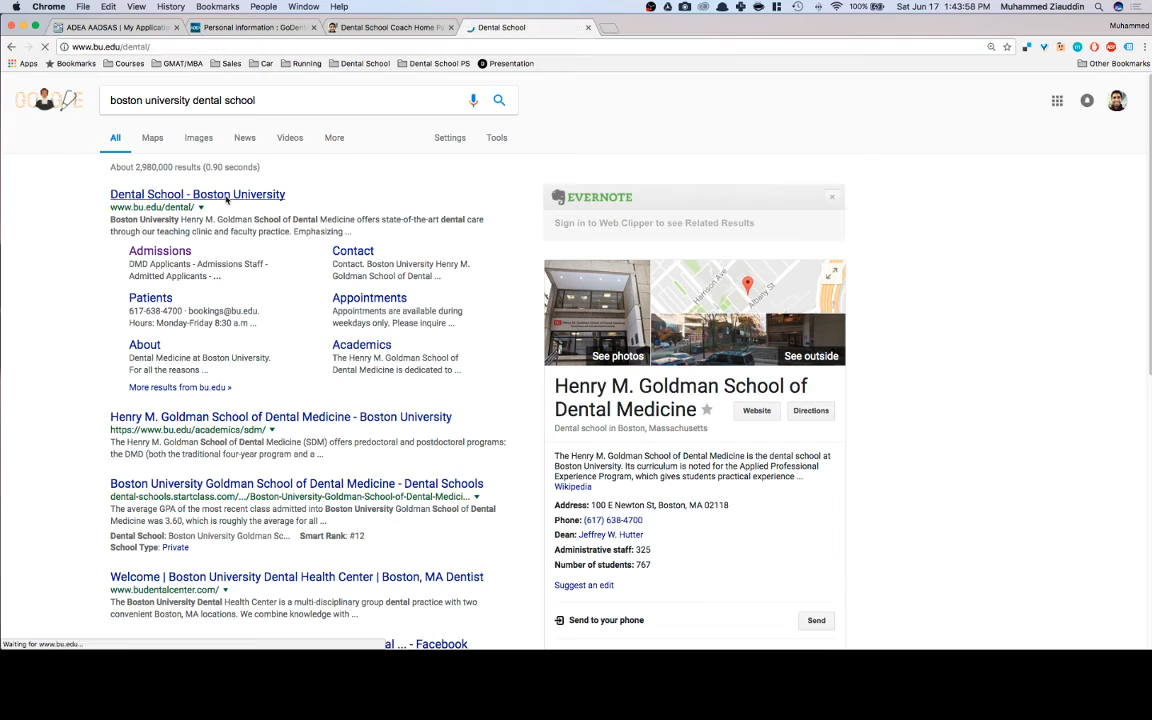 Chrome File Edit View History Bookmarks People Window Help 100% Sat Jun 17 4:43:58 PM Muhammed Ziauddin
ADEA AADSAS | My Applicat Personal Information : GoDent Dental School Coach Home Pa Dental School Muhammed
www.bu.edu/dental/
Apps Bookmarks Courses GMAT/MBA Sales Car Running Dental School Dental School PS Presentation Other Bookmarks
boston university dental school
All Maps Images News Videos More Settings Tools
About 2,980,000 results (0.90 seconds)
Dental School - Boston University
www.bu.edu/dental/
Boston University Henry M. Goldman School of Dental Medicine offers state-of-the-art dental care
through our teaching clinic and faculty practice. Emphasizing ...
Admissions
DMD Applicants - Admissions Staff -
Admitted Applicants - ...
Contact
Contact. Boston University Henry M.
Goldman School of Dental ...
Patients
617-638-4700 · bookings@bu.edu.
Hours: Monday-Friday 8:30 a.m ...
Appointments
Appointments are available during
weekdays only. Please inquire ...
About
Dental Medicine at Boston University.
For all the reasons ...
Academics
The Henry M. Goldman School of
Dental Medicine is dedicated to ...
More results from bu.edu »
Henry M. Goldman School of Dental Medicine - Boston University
https://www.bu.edu/academics/sdm/
The Henry M. Goldman School of Dental Medicine (SDM) offers predoctoral and postdoctoral programs:
the DMD (both the traditional four-year program and a ...
Boston University Goldman School of Dental Medicine - Dental Schools
dental-schools.startclass.com/.../Boston-University-Goldman-School-of-Dental-Medici...
The average GPA of the most recent class admitted into Boston University Goldman School of Dental
Medicine was 3.60, which is roughly the average for all ...
Dental School: Boston University Goldman Sc... Smart Rank: #12
School Type: Private
Welcome | Boston University Dental Health Center | Boston, MA Dentist
www.budentalcenter.com/
The Boston University Dental Health Center is a multi-disciplinary group dental practice with two
convenient Boston, MA locations. We combine knowledge with ...
al ... - Facebook
Waiting for www.bu.edu...
EVERNOTE
Sign in to Web Clipper to see Related Results
Harrison Ave
Albany St
See photos
See outside
Henry M. Goldman School of
Dental Medicine
Website Directions
Dental school in Boston, Massachusetts
The Henry M. Goldman School of Dental Medicine is the dental school at
Boston University. Its curriculum is noted for the Applied Professional
Experience Program, which gives students practical experience ...
Wikipedia
Address: 100 E Newton St, Boston, MA 02118
Phone: (617) 638-4700
Dean: Jeffrey W. Hutter
Administrative staff: 325
Number of students: 767
Suggest an edit
Send to your phone Send